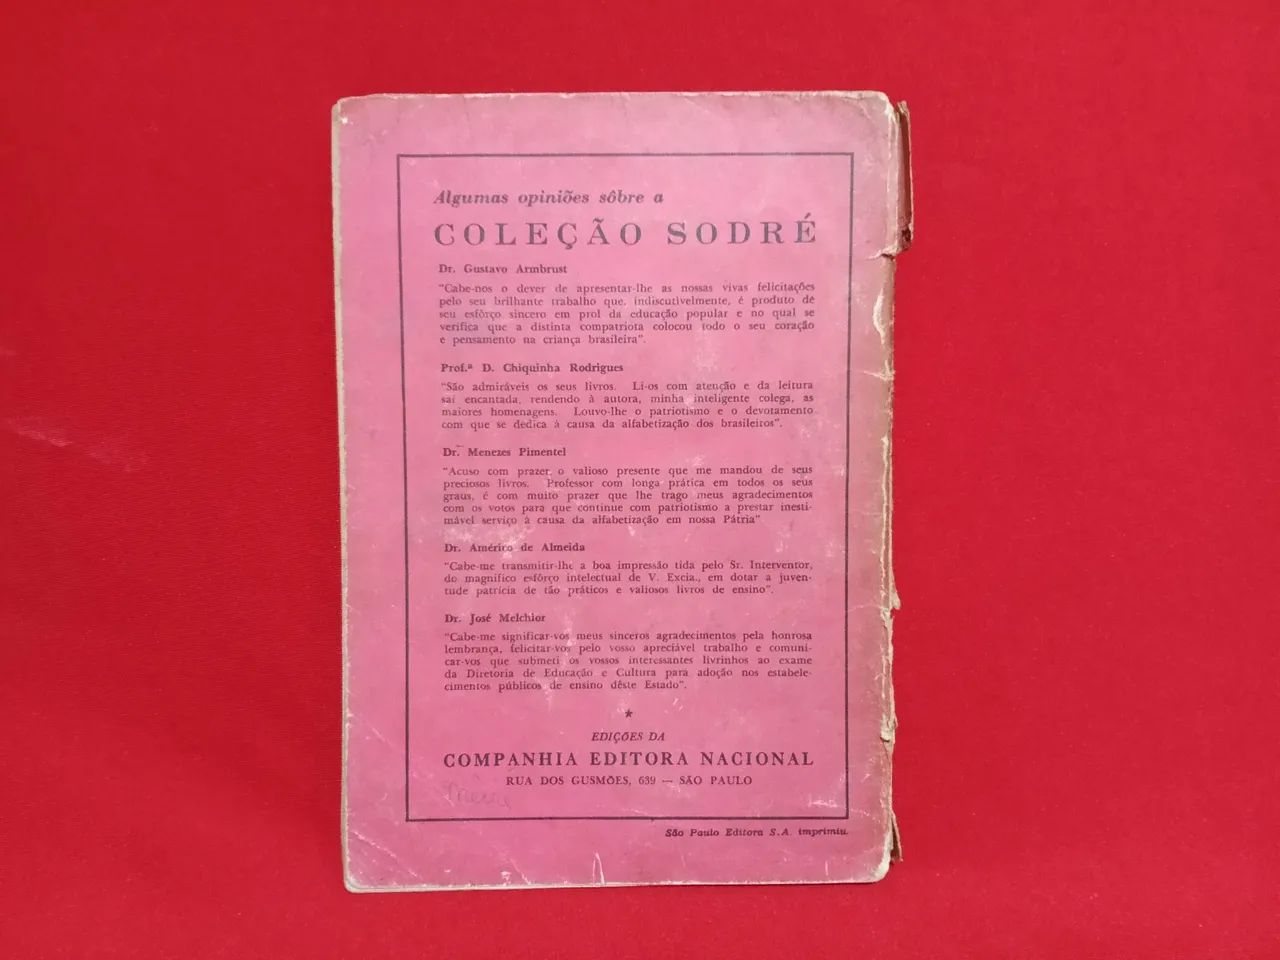 Algumas opiniões sôbre a
COLEÇÃO SODRÉ
Dr. Gustavo Armbrust
"Cabe-nos o dever de apresentar-lhe as nossas vivas felicitações
pelo seu brilhante trabalho que, indiscutivelmente, é produto de
seu esfôrço sincero em prol da educação popular e no qual se
verifica que a distinta compatriota colocou todo o seu coração
e pensamento na criança brasileira".
Prof.ª D. Chiquinha Rodrigues
"São admiráveis os seus livros. Li-os com atenção e da leitura
saí encantada, rendendo à autora, minha inteligente colega, as
maiores homenagens. Louvo-lhe o patriotismo e o devotamento
com que se dedica à causa da alfabetização dos brasileiros".
Dr. Menezes Pimentel
"Acuso com prazer o valioso presente que me mandou de seus
preciosos livros. Professor com longa prática em todos os seus
graus, é com muito prazer que lhe trago meus agradecimentos
com os votos para que continue com patriotismo a prestar inesti-
mável serviço à causa da alfabetização em nossa Pátria"
Dr. Américo de Almeida
"Cabe-me transmitir-lhe a boa impressão tida pelo Sr. Interventor,
do magnífico esfôrço intelectual de V. Excia., em dotar a juven-
tude patrícia de tão práticos e valiosos livros de ensino".
Dr. José Melchior
"Cabe-me significar-vos meus sinceros agradecimentos pela honrosa
lembrança, felicitar-vos pelo vosso apreciável trabalho e comuni-
car-vos que submeti os vossos interessantes livrinhos ao exame
da Diretoria de Educação e Cultura para adoção nos estabele-
cimentos públicos de ensino dêste Estado".
*
EDIÇÕES DA
COMPANHIA EDITORA NACIONAL
RUA DOS GUSMÕES, 639 — SÃO PAULO
São Paulo Editora S.A. imprimiu.